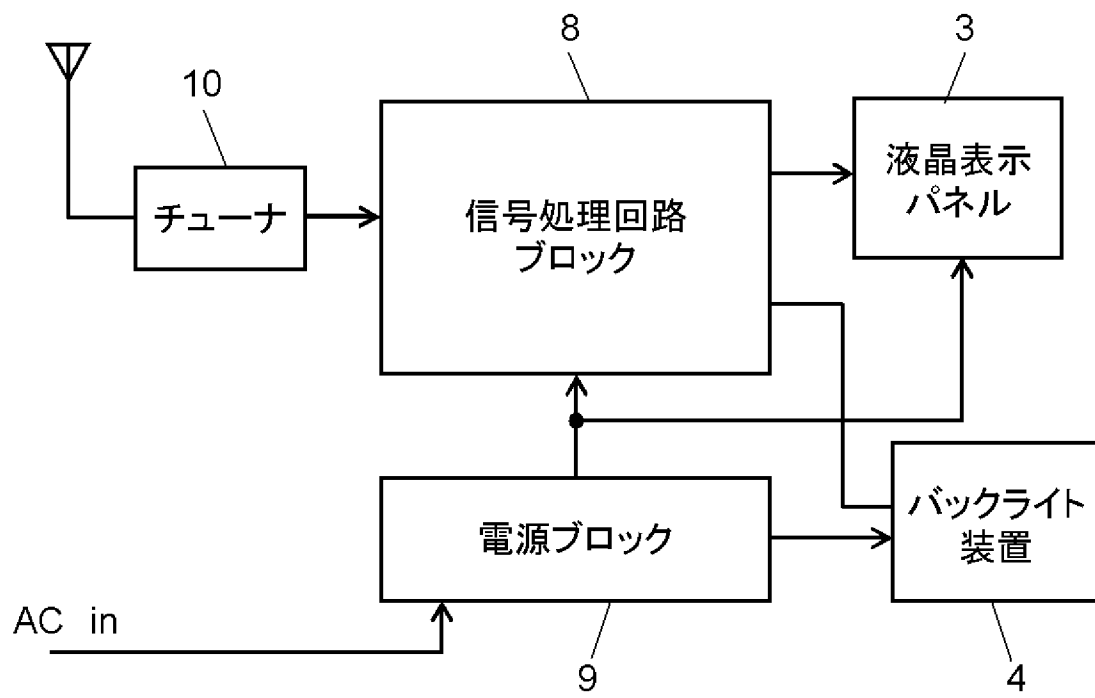 8
3
10
チューナ
信号処理回路
ブロック
液晶表示
パネル
電源ブロック
バックライト
装置
AC in
9
4